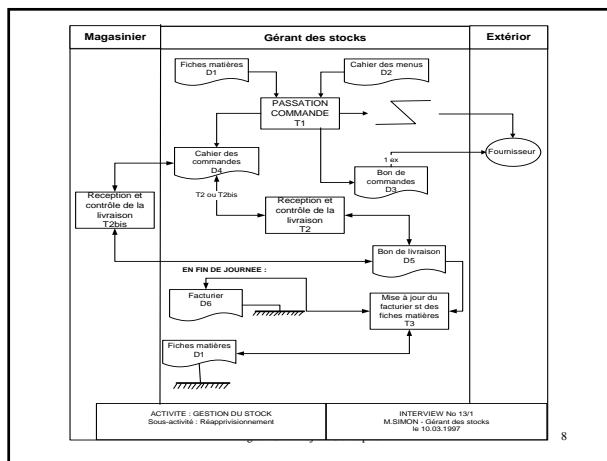 Magasinier
Gérant des stocks
Extérior
Fiches matières
D1
Cahier des menus
D2
PASSATION
COMMANDE
T1
Cahier des
commandes
D4
1 ex
Fournisseur
Bon de
commandes
D3
T2 ou T2bis
Reception et
contrôle de la
livraison
T2bis
Reception et
contrôle de la
livraison
T2
Bon de livraison
D5
EN FIN DE JOURNEE :
Facturier
D6
Mise à jour du
facturier st des
fiches matières
T3
Fiches matières
D1
ACTIVITE : GESTION DU STOCK
Sous-activité : Réapprivisionnement
INTERVIEW No 13/1
M.SIMON - Gérant des stocks
le 10.03.1997
8